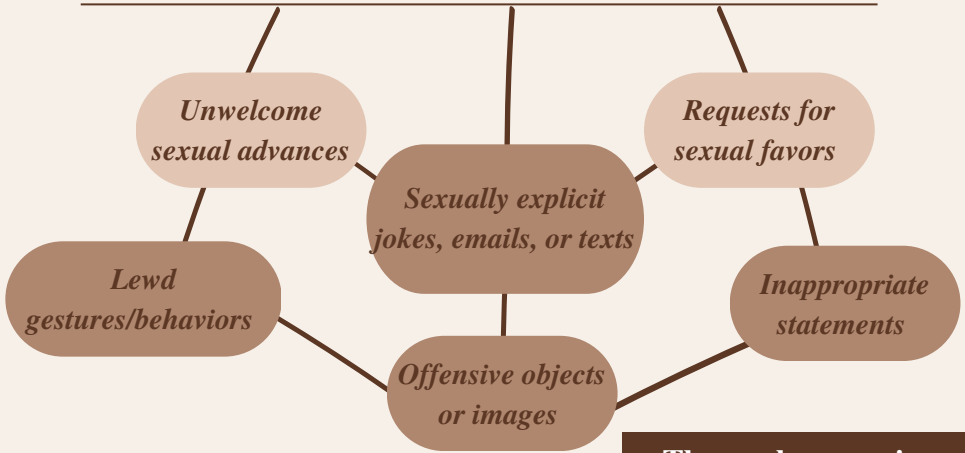 Unwelcome
sexual advances
Requests for
sexual favors
Sexually explicit
jokes, emails, or texts
Lewd
gestures/behaviors
Inappropriate
statements
Offensive objects
or images